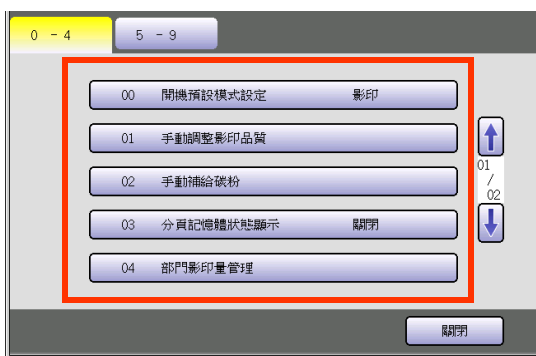 0 - 4
5 - 9
00 開機預設模式設定 影印
01 手動調整影印品質
02 手動補給碳粉
03 分頁記憶體狀態顯示 關閉
04 部門影印量管理
01
/
02
關閉